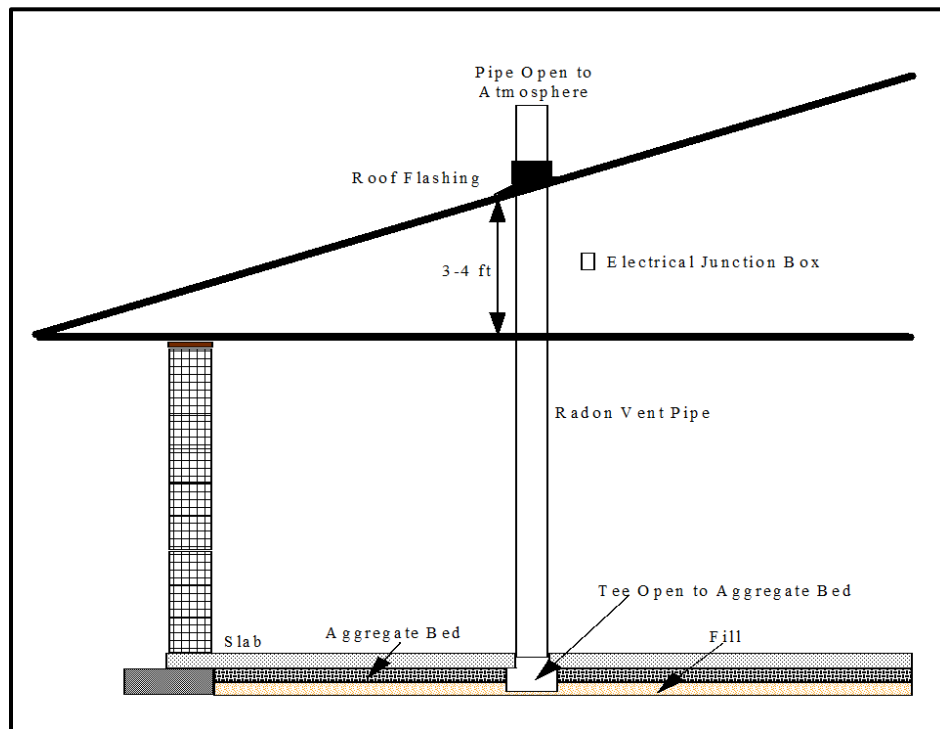 Pipe Open to
Atmosphere
Roof Flashing
3-4 ft
Electrical Junction Box
Radon Vent Pipe
Tee Open to Aggregate Bed
Slab
Aggregate Bed
Fill